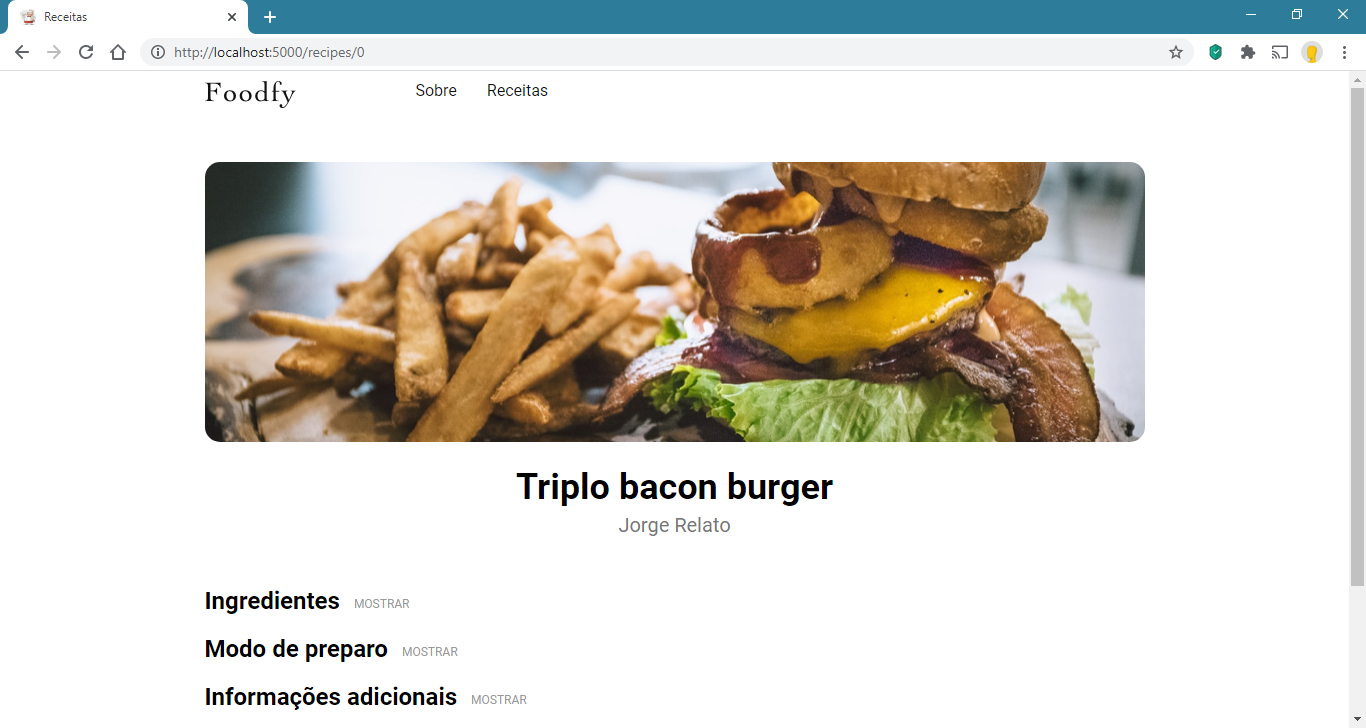 Receitas
http://localhost:5000/recipes/0
Foodfy Sobre Receitas
Triplo bacon burger
Jorge Relato
Ingredientes MOSTRAR
Modo de preparo MOSTRAR
Informações adicionais MOSTRAR